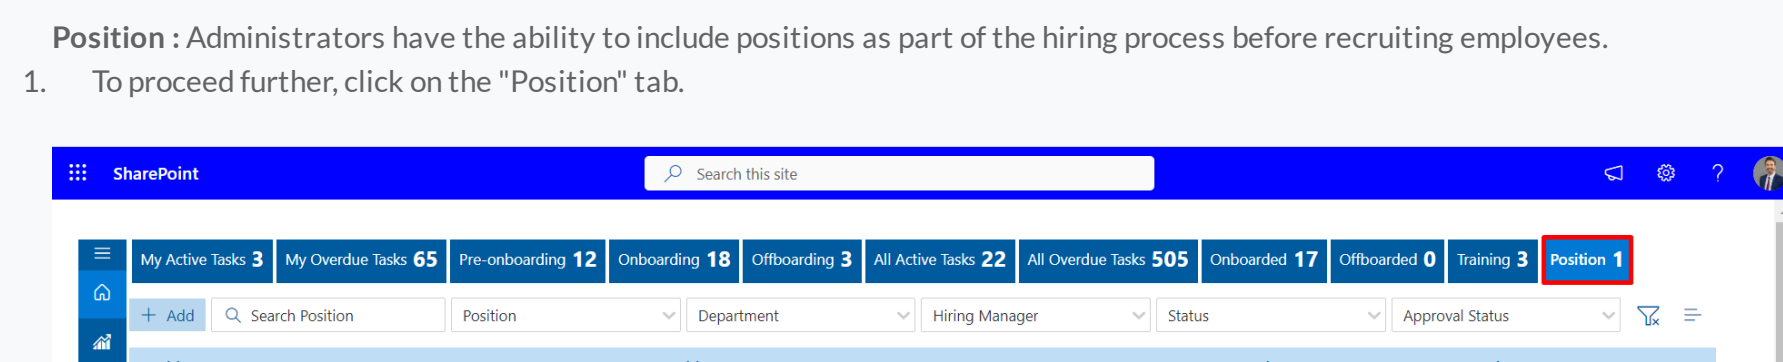 Position : Administrators have the ability to include positions as part of the hiring process before recruiting employees.
1. To proceed further, click on the "Position" tab.
SharePoint Search this site ?
My Active Tasks 3 My Overdue Tasks 65 Pre-onboarding 12 Onboarding 18 Offboarding 3 All Active Tasks 22 All Overdue Tasks 505 Onboarded 17 Offboarded 0 Training 3 Position 1
+ Add Search Position Position Department Hiring Manager Status Approval Status